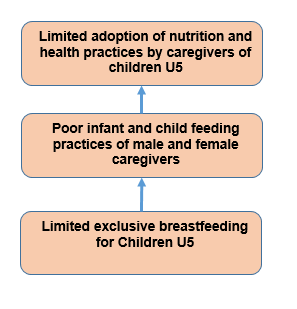 Limited adoption of nutrition and
health practices by caregivers of
children U5
Poor infant and child feeding
practices of male and female
caregivers
Limited exclusive breastfeeding
for Children U5